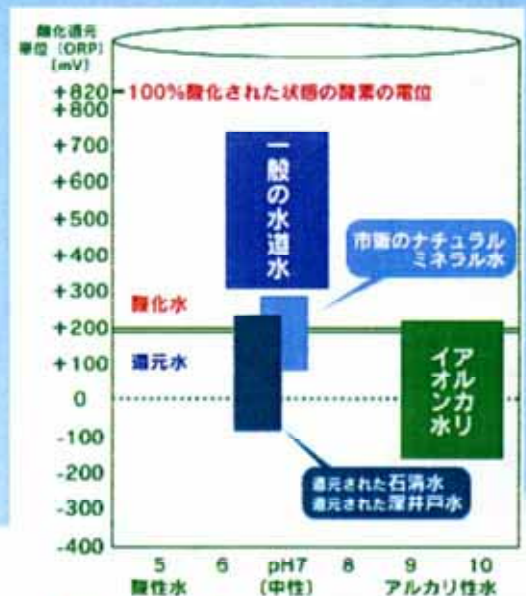 酸化還元
単位(ORP)
(mV)
+820
100%酸化された状態の酸素の電位
+800
+700
+600
+500
+400
+300
+200
+100
0
-100
-200
-300
-400
一般の水道水
市販のナチュラル
ミネラル水
酸化水
還元水
アルカリ
イオン水
還元された石清水
還元された深井戸水
5
6
pH7
8
9
10
酸性水
(中性)
アルカリ性水